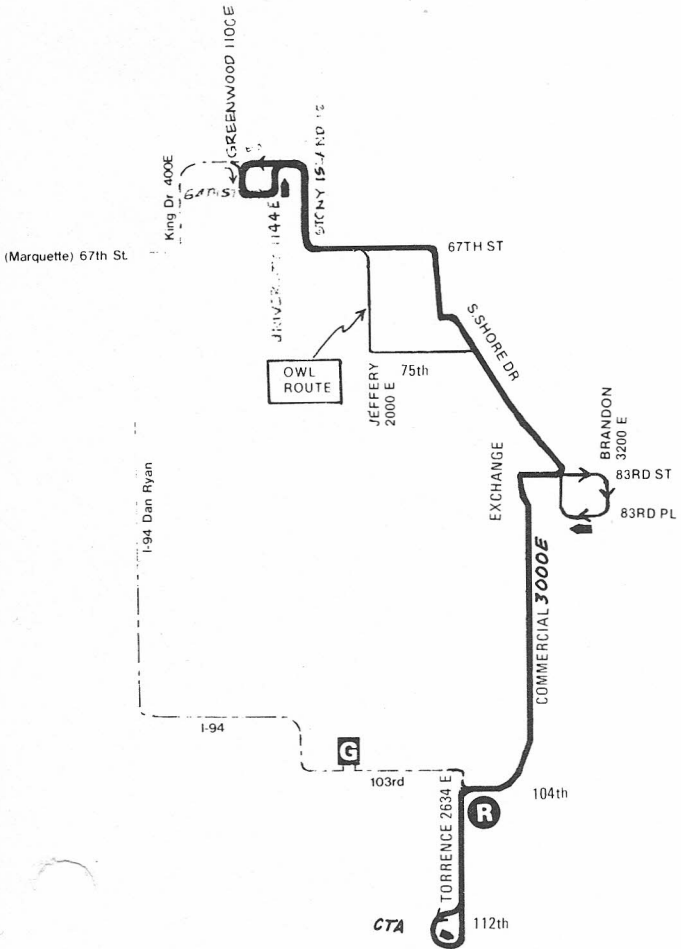 GREENWOOD 1100E
King Dr 400E
64TH ST
STONY ISLAND
1144 E
(Marquette) 67th St.
67TH ST
S. SHORE DR
OWL
ROUTE
JEFFERY
2000 E
75th
BRANDON
3200 E
EXCHANGE
83RD ST
83RD PL
I-94 Dan Ryan
COMMERCIAL 3000E
I-94
G
103rd
TORRENCE 2634 E
104th
R
CTA
112th